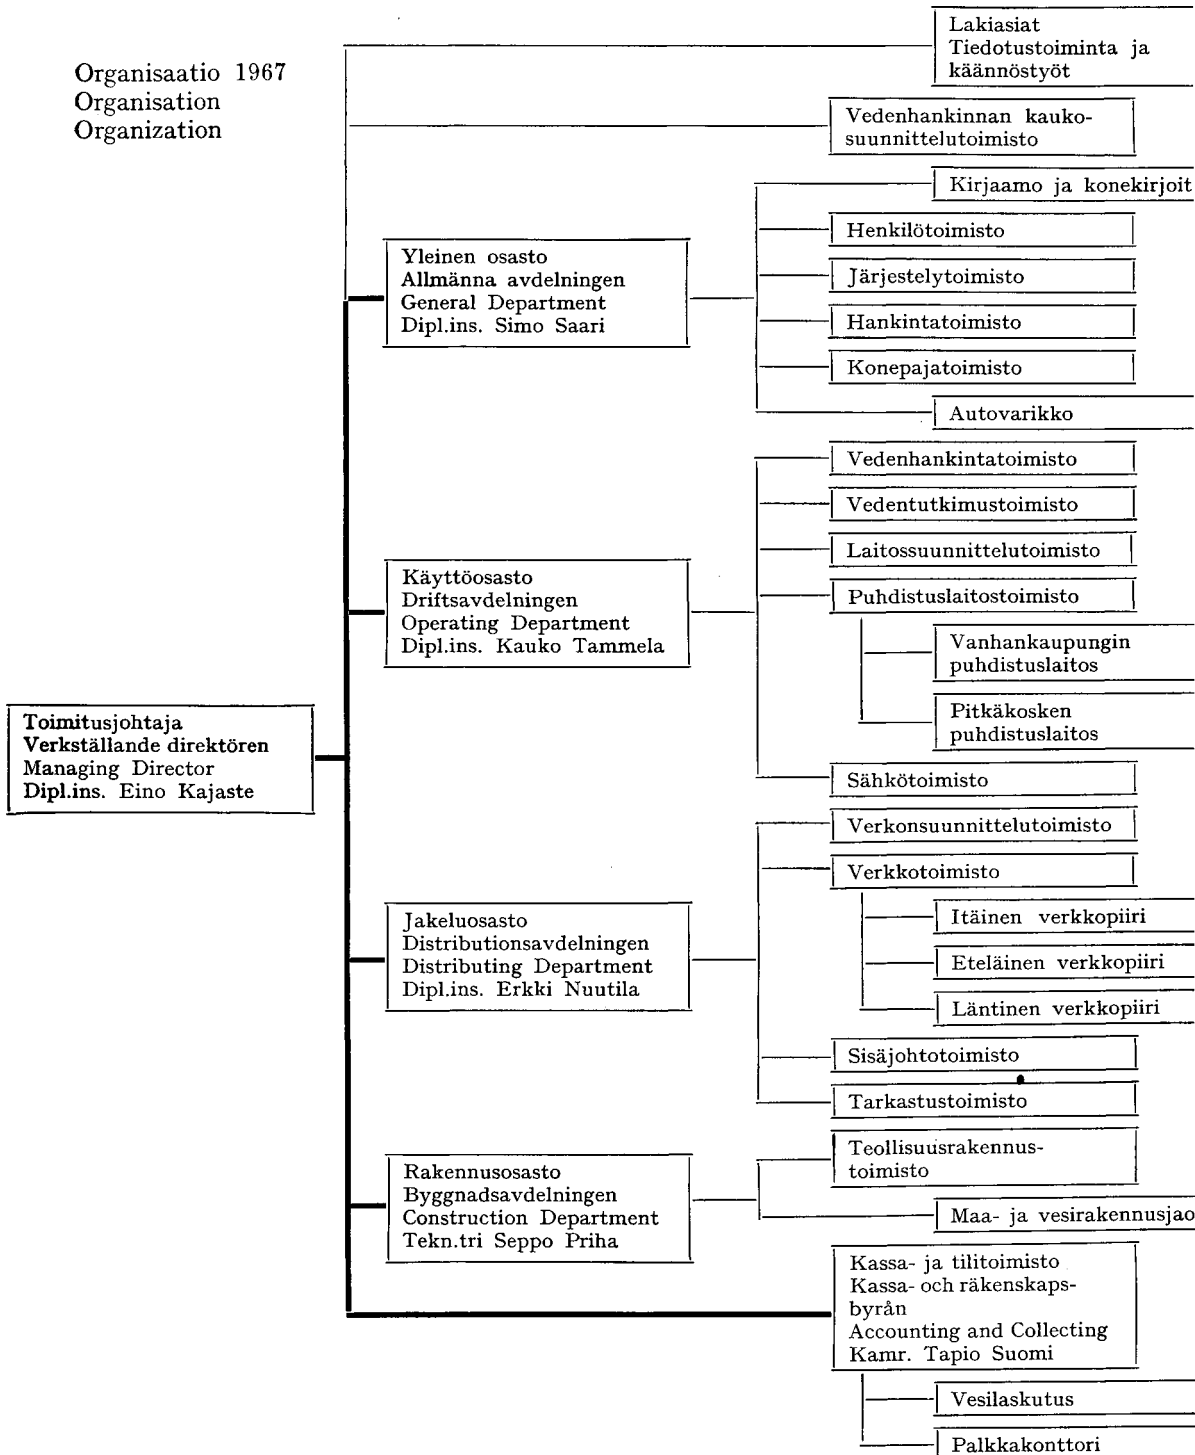 Organisaatio 1967
Organisation
Organization
Lakiasiat
Tiedotustoiminta ja
käännöstyöt
Vedenhankinnan kauko-
suunnittelutoimisto
Kirjaamo ja konekirjoit
Yleinen osasto
Allmänna avdelningen
General Department
Dipl.ins. Simo Saari
Henkilötoimisto
Järjestelytoimisto
Hankintatoimisto
Konepajatoimisto
Autovarikko
Käyttöosasto
Driftsavdelningen
Operating Department
Dipl.ins. Kauko Tammela
Vedenhankintatoimisto
Vedentutkimustoimisto
Laitossuunnittelutoimisto
Puhdistuslaitostoimisto
Vanhankaupungin
puhdistuslaitos
Pitkäkosken
puhdistuslaitos
Sähkötoimisto
Toimitusjohtaja
Verkställande direktören
Managing Director
Dipl.ins. Eino Kajaste
Jakeluosasto
Distributionsavdelningen
Distributing Department
Dipl.ins. Erkki Nuutila
Verkonsuunnittelutoimisto
Verkkotoimisto
Itäinen verkkopiiri
Eteläinen verkkopiiri
Läntinen verkkopiiri
Sisäjohtotoimisto
Tarkastustoimisto
Rakennusosasto
Byggnadsavdelningen
Construction Department
Tekn.tri Seppo Priha
Teollisuusrakennus-
toimisto
Maa- ja vesirakennusjao
Kassa- ja tilitoimisto
Kassa- och räkenskaps-
byrån
Accounting and Collecting
Kamr. Tapio Suomi
Vesilaskutus
Palkkakonttori